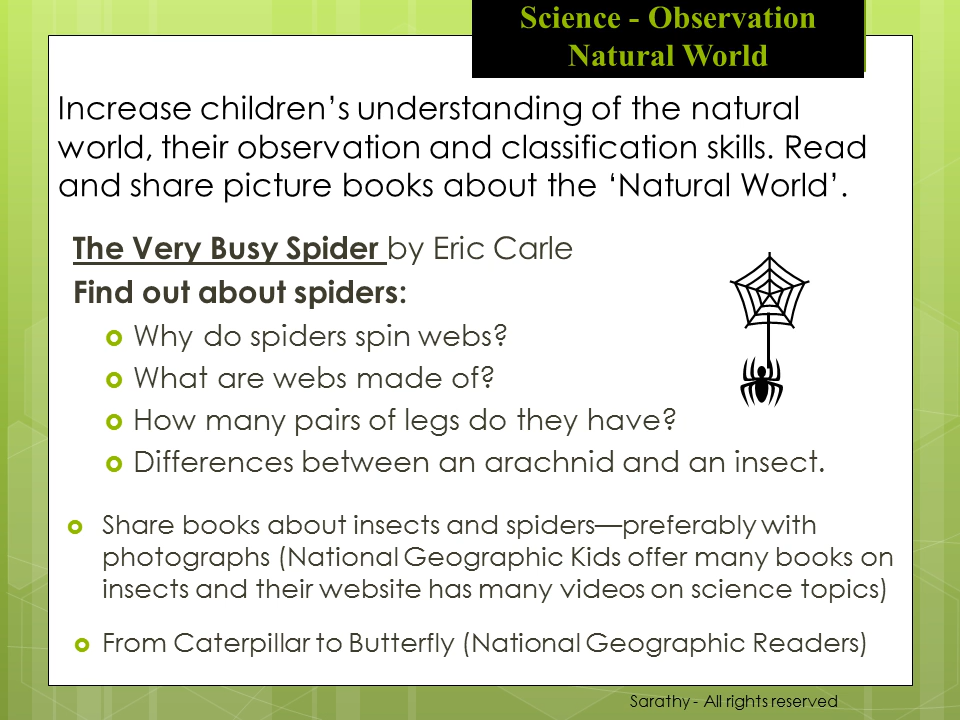 Science - Observation
Natural World
Increase children’s understanding of the natural
world, their observation and classification skills. Read
and share picture books about the ‘Natural World’.
The Very Busy Spider by Eric Carle
Find out about spiders:
Why do spiders spin webs?
What are webs made of?
How many pairs of legs do they have?
Differences between an arachnid and an insect.
Share books about insects and spiders—preferably with
photographs (National Geographic Kids offer many books on
insects and their website has many videos on science topics)
From Caterpillar to Butterfly (National Geographic Readers)
Sarathy - All rights reserved